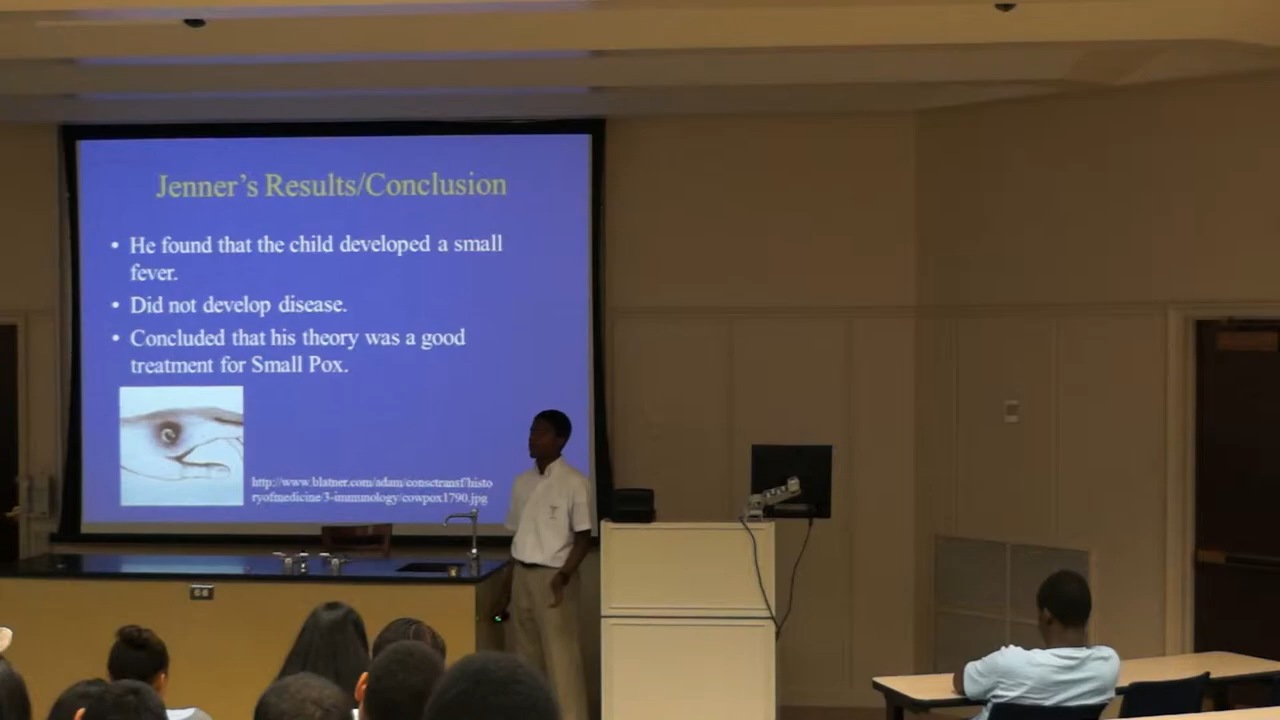 Jenner's Results/Conclusion
• He found that the child developed a small
fever.
• Did not develop disease.
• Concluded that his theory was a good
treatment for Small Pox.
http://www.blatner.com/adam/consctransf/histo
ryofmedicine/3-immnology/cowpox1790.jpg